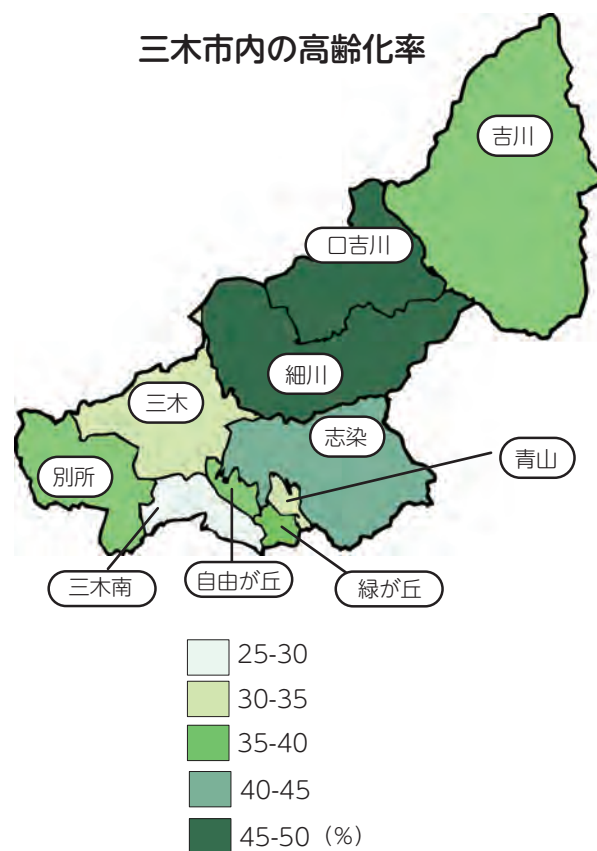 三木市内の高齢化率
吉川
口吉川
細川
三木
志染
青山
別所
三木南
自由が丘
緑が丘
25-30
30-35
35-40
40-45
45-50（%）